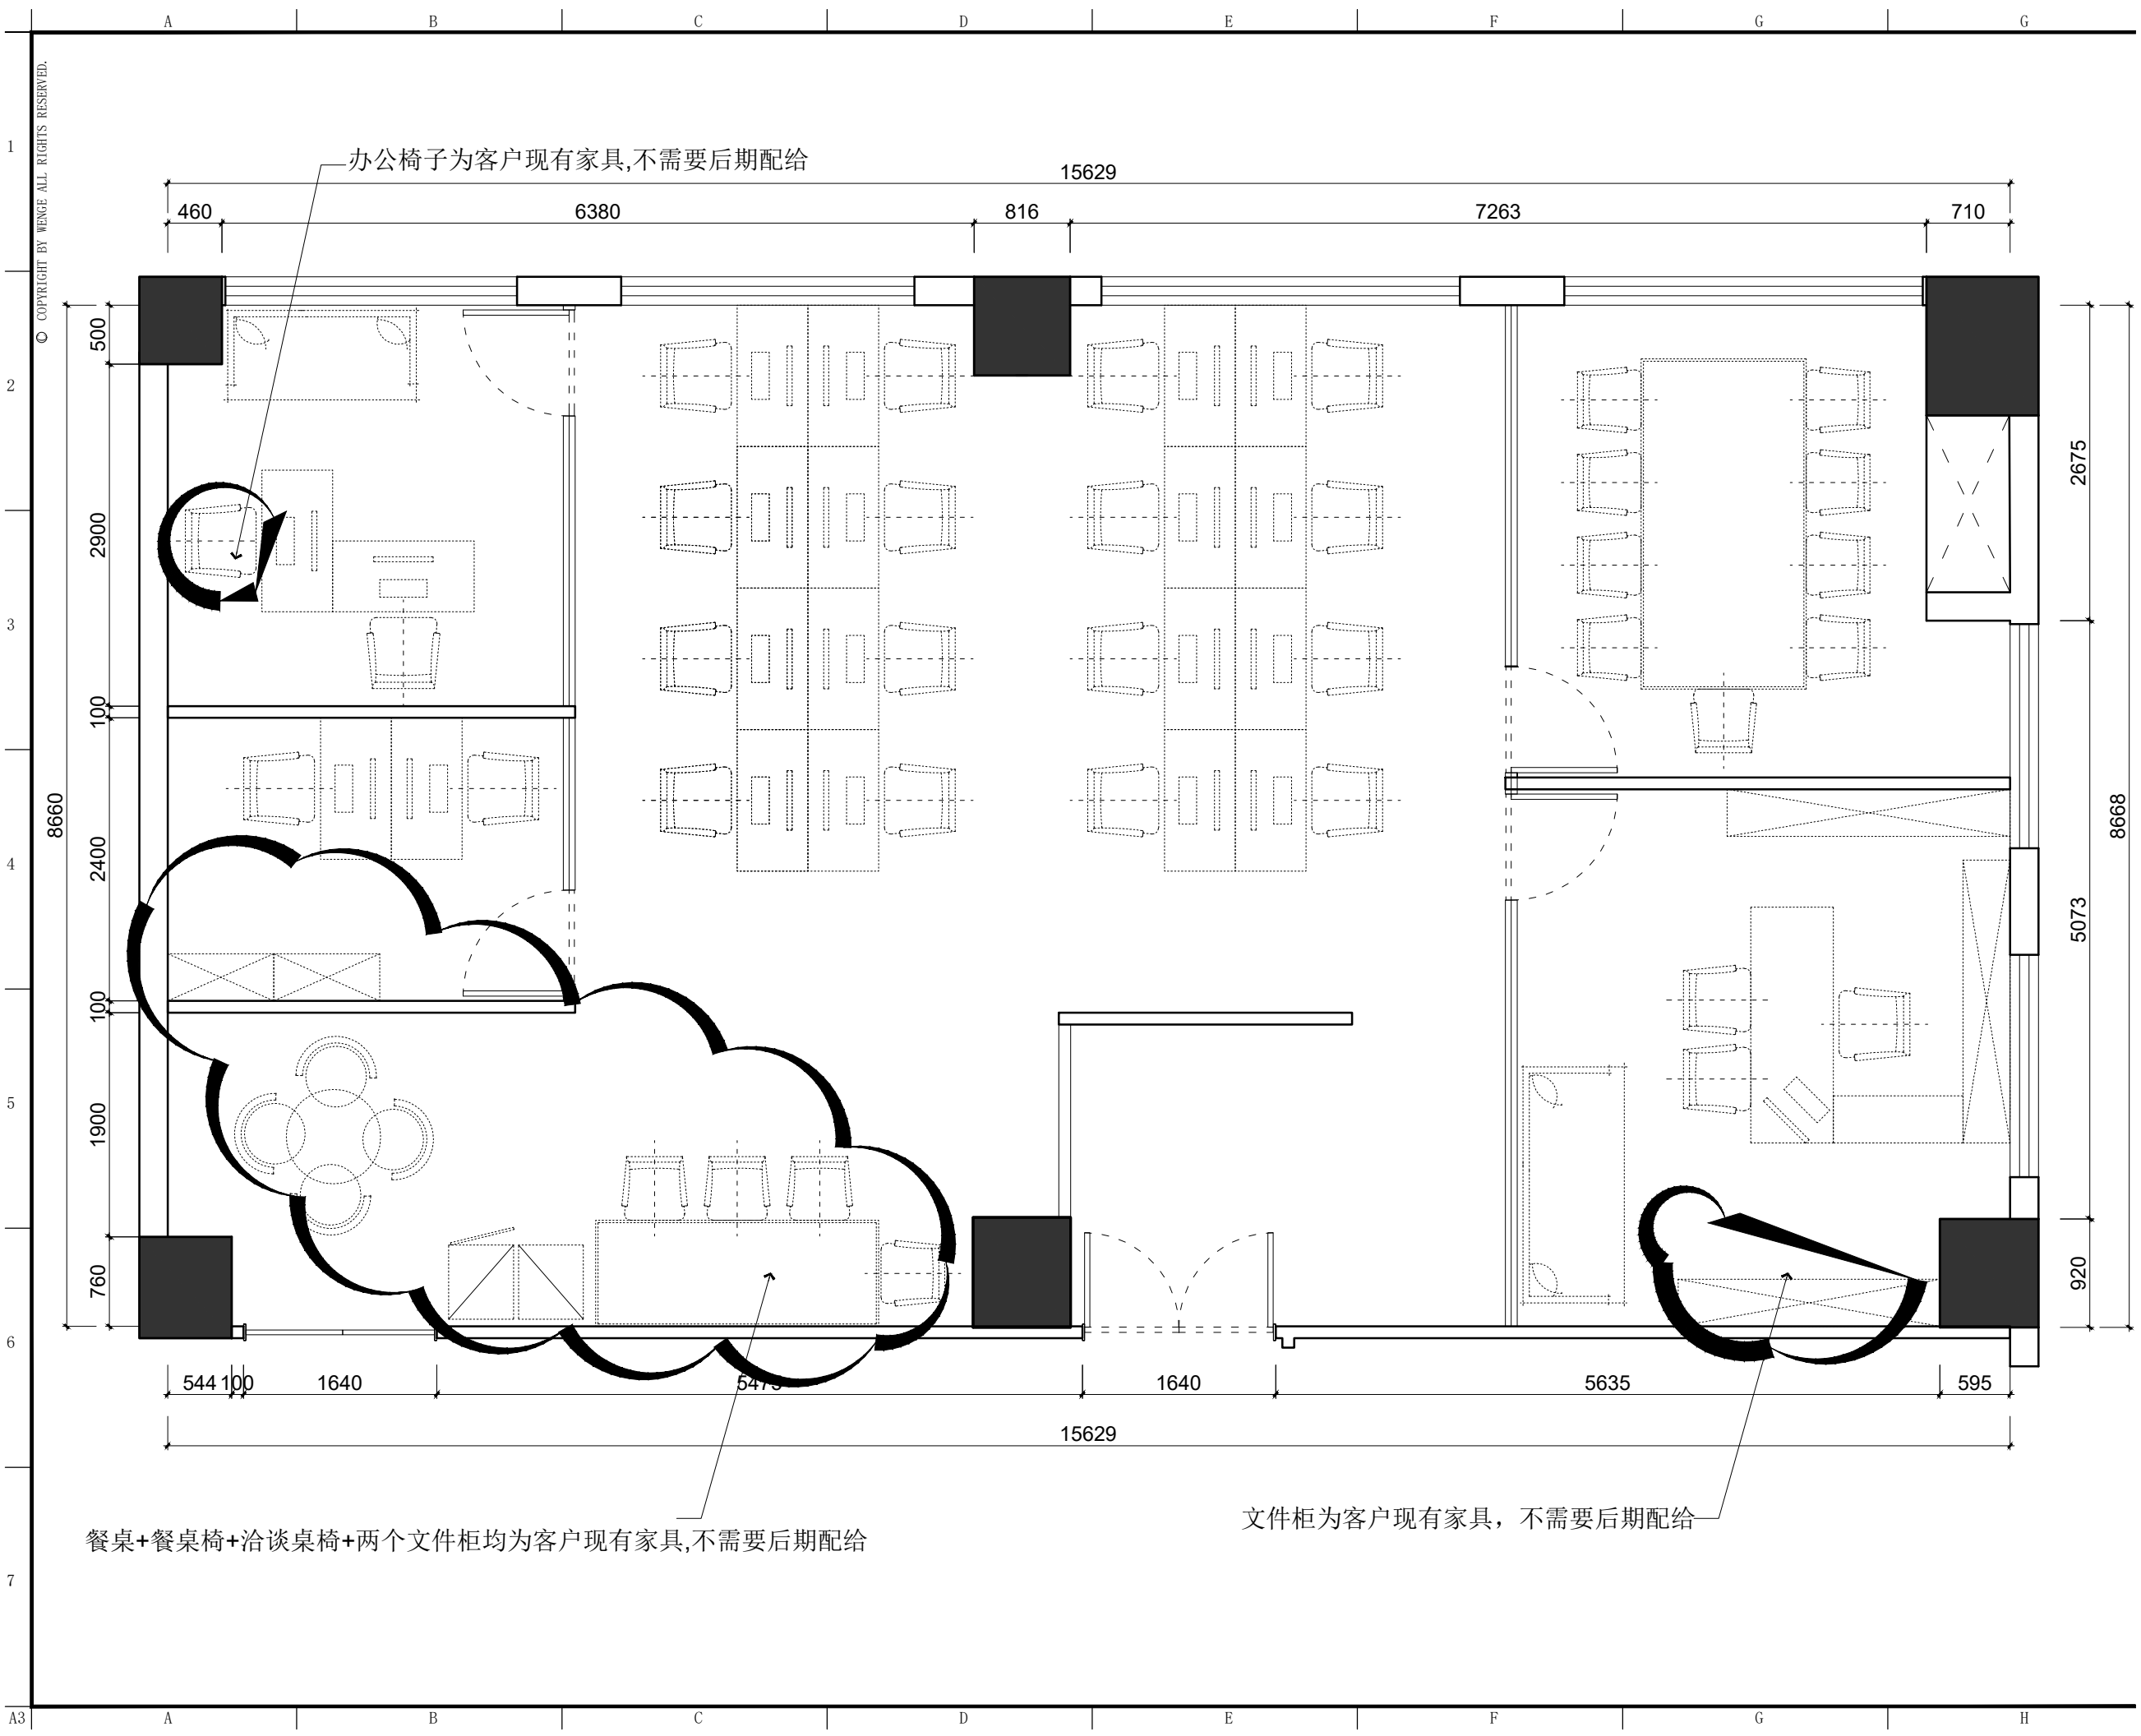 A B C D E F G G
© COPYRIGHT BY WENGE ALL RIGHTS RESERVED.
1
办公椅子为客户现有家具,不需要后期配给
15629
460 6380 816 7263 710
500
2
2675
2900
3
100
8660
8668
2400
4
5073
100
5
1900
760
920
6
544 100 1640 5473 1640 5635 595
15629
文件柜为客户现有家具，不需要后期配给
餐桌+餐桌椅+洽谈桌椅+两个文件柜均为客户现有家具,不需要后期配给
7
A3 A B C D E F G H